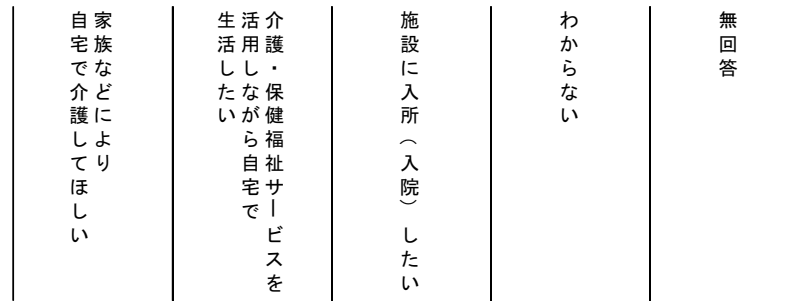 家族などにより
自宅で介護してほしい
介護・保健福祉サービスを
活用しながら自宅で
生活したい
施設に入所（入院）したい
わからない
無回答